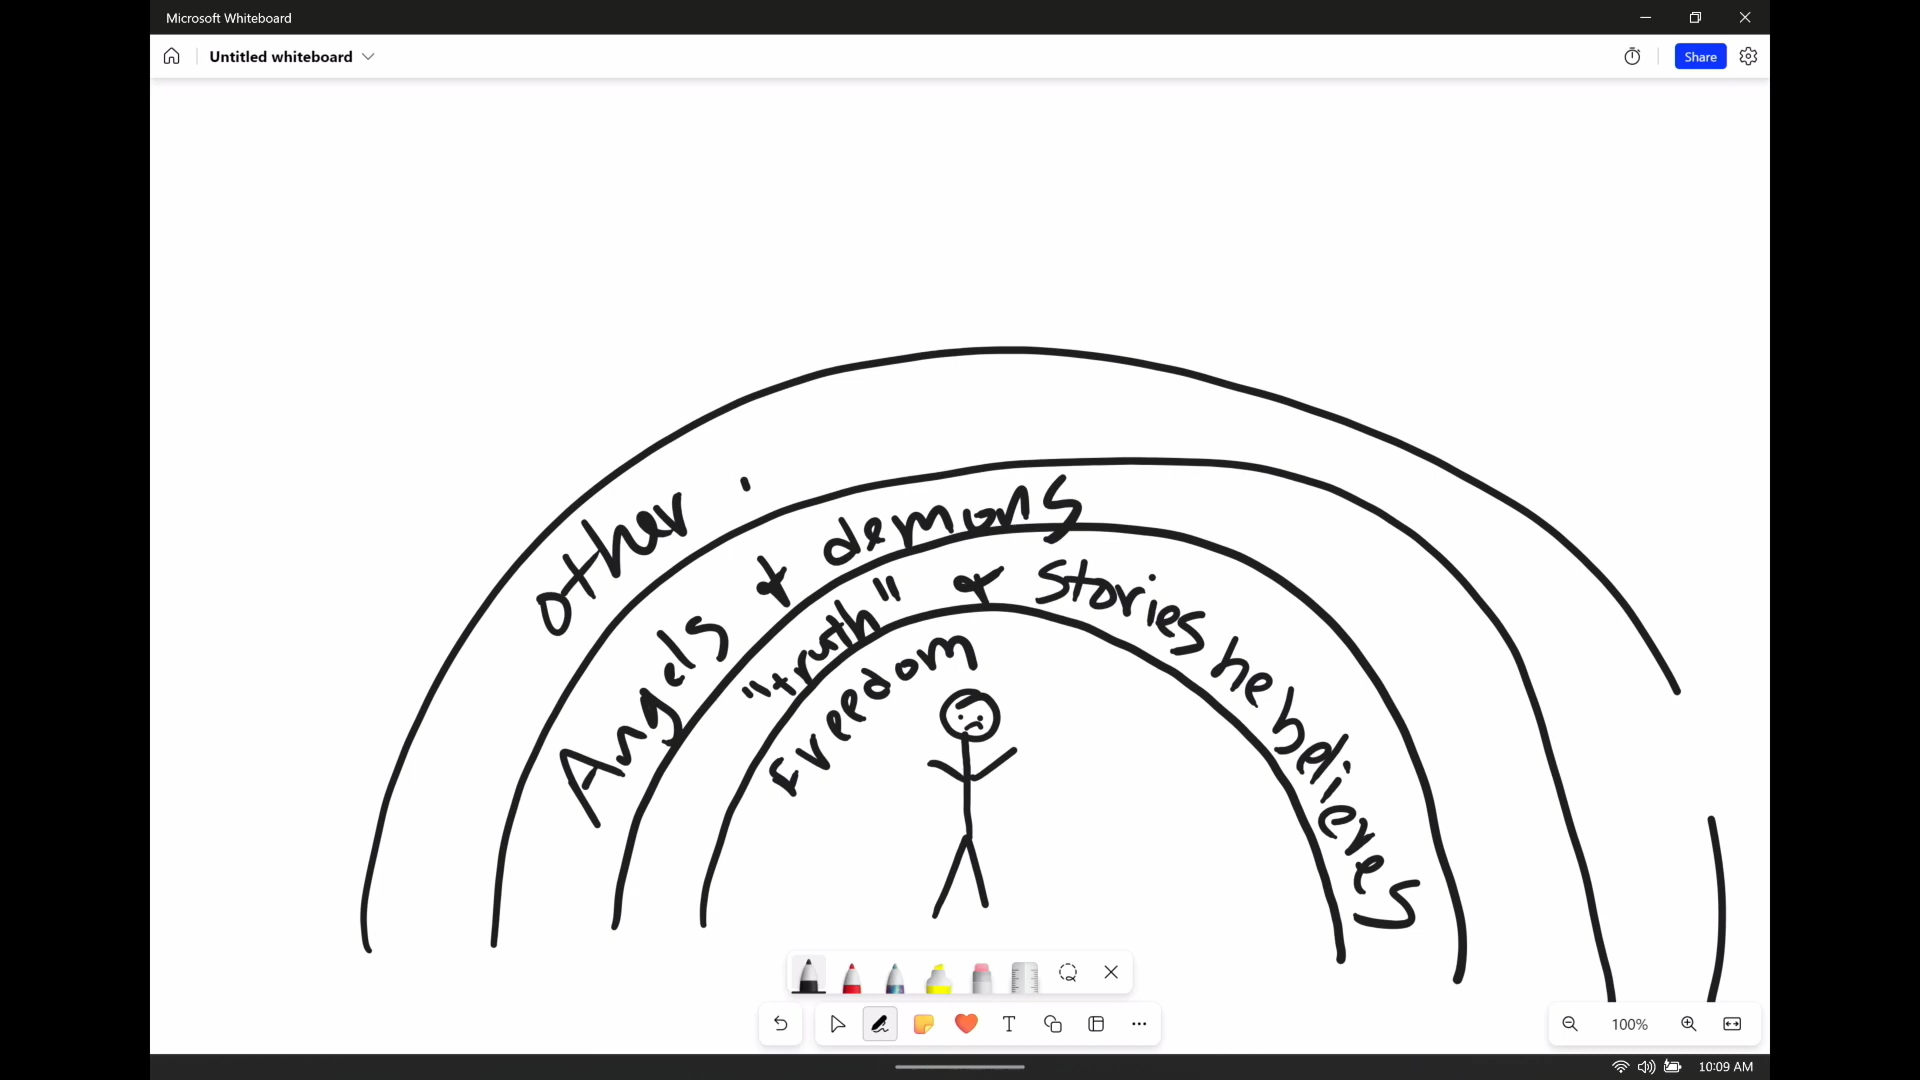 Microsoft Whiteboard
Untitled whiteboard
Share
other
Angels & demons
"truth" & Stories he believes
Freedom
100%
10:09 AM